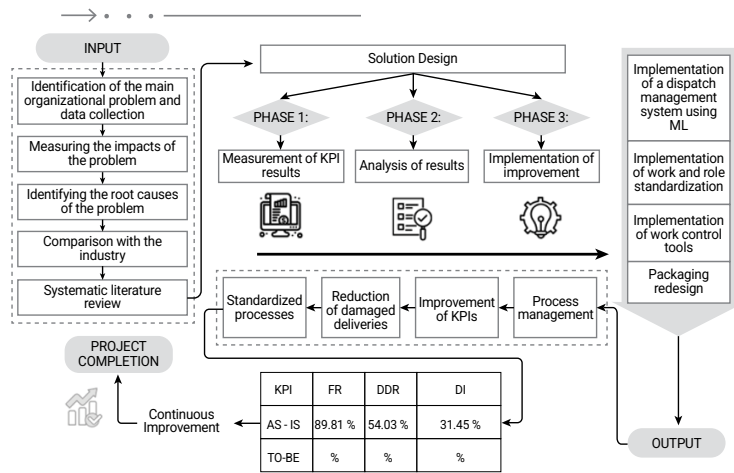 INPUT
Identification of the main
organizational problem and
data collection
Measuring the impacts of
the problem
Identifying the root causes
of the problem
Comparison with the
industry
Systematic literature
review
Solution Design
PHASE 1:
PHASE 2:
PHASE 3:
Measurement of KPI
results
Analysis of results
Implementation of
improvement
Implementation
of a dispatch
management
system using
ML
Implementation
of work and role
standardization
Implementation
of work control
tools
Packaging
redesign
Standardized
processes
Reduction
of damaged
deliveries
Improvement
of KPIs
Process
management
PROJECT
COMPLETION
Continuous
Improvement
KPI FR DDR DI
AS - IS 89.81 % 54.03 % 31.45 %
TO-BE % % %
OUTPUT